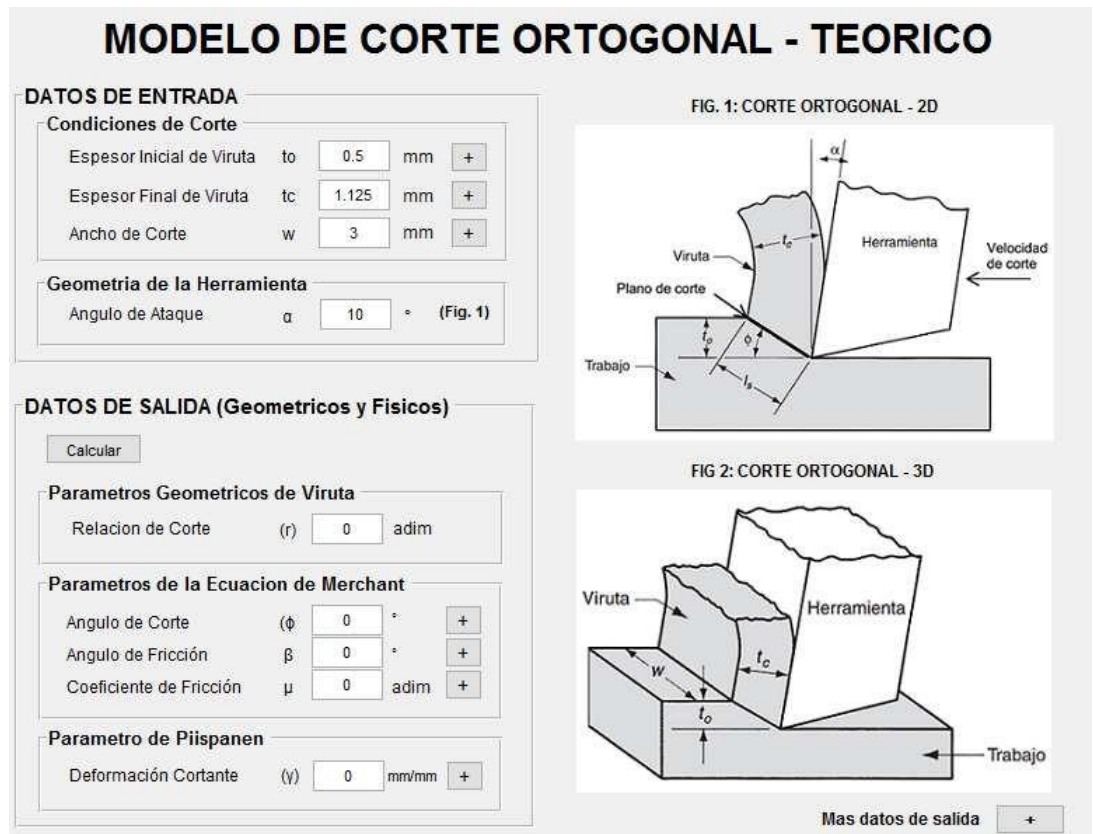 MODELO DE CORTE ORTOGONAL - TEORICO
DATOS DE ENTRADA
Condiciones de Corte
Espesor Inicial de Viruta to 0.5 mm +
Espesor Final de Viruta tc 1.125 mm +
Ancho de Corte w 3 mm +
Geometria de la Herramienta
Angulo de Ataque α 10 ° (Fig. 1)
DATOS DE SALIDA (Geometricos y Fisicos)
Calcular
Parametros Geometricos de Viruta
Relacion de Corte (r) 0 adim
Parametros de la Ecuacion de Merchant
Angulo de Corte (ϕ 0 ° +
Angulo de Fricción β 0 ° +
Coeficiente de Fricción μ 0 adim +
Parametro de Piispanen
Deformación Cortante (γ) 0 mm/mm +
FIG. 1: CORTE ORTOGONAL - 2D
α
tc
Herramienta
Viruta
Velocidad
de corte
Plano de corte
to
ϕ
Trabajo
ls
FIG 2: CORTE ORTOGONAL - 3D
Viruta
Herramienta
w
tc
to
Trabajo
Mas datos de salida +